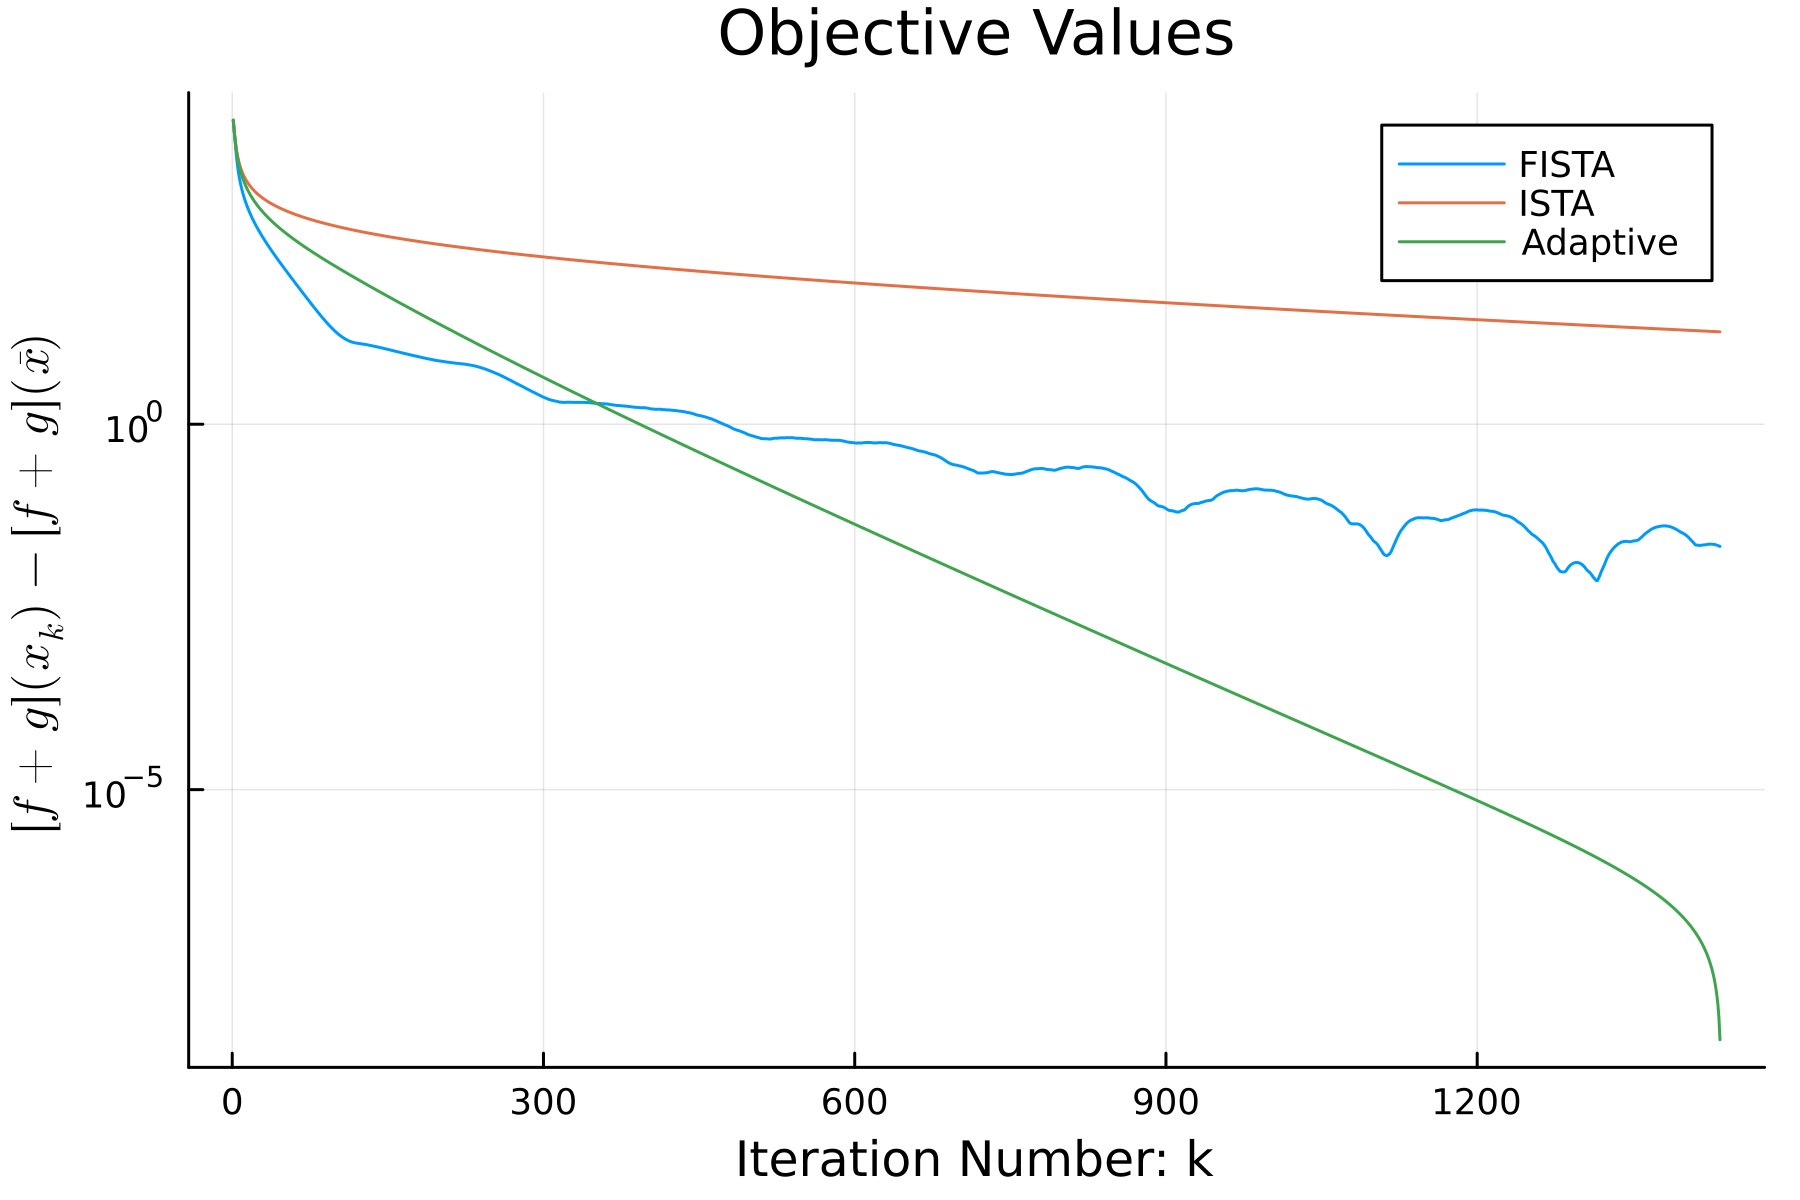 Objective Values
[f + g](x_k) − [f + g](x̄)
10^0
10^−5
FISTA
ISTA
Adaptive
0 300 600 900 1200
Iteration Number: k